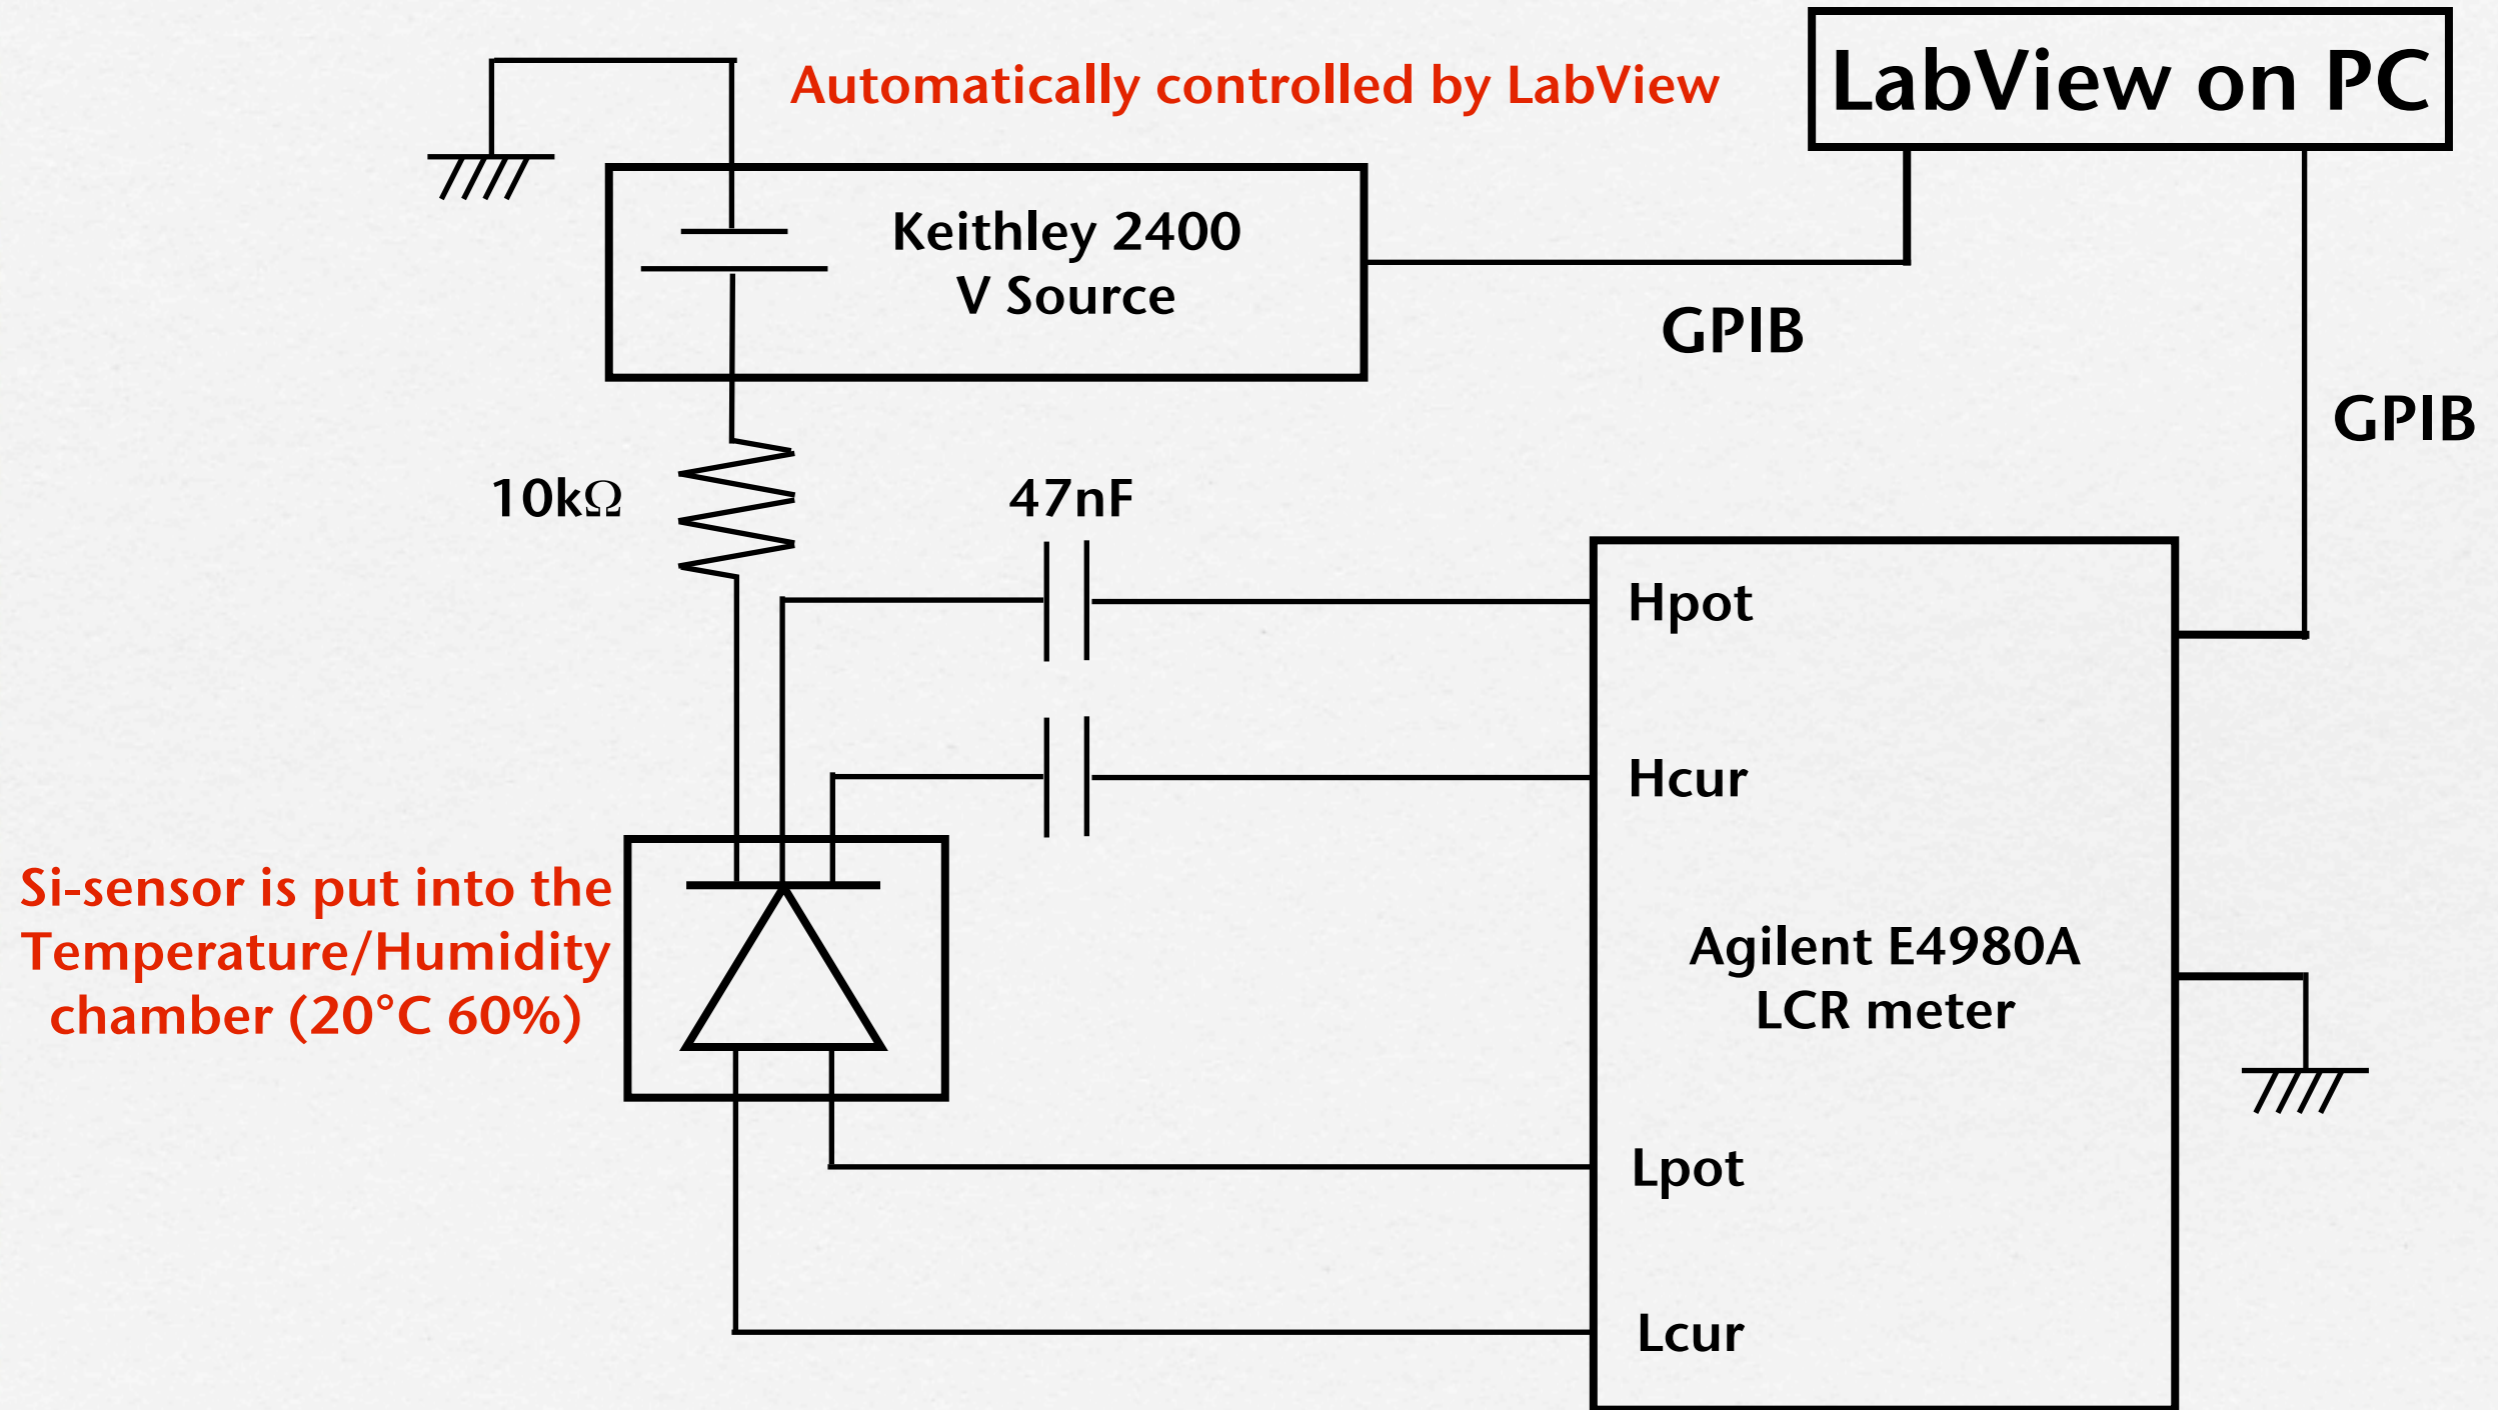 Automatically controlled by LabView
LabView on PC
Keithley 2400
V Source
GPIB
GPIB
10kΩ
47nF
Hpot
Hcur
Si-sensor is put into the
Temperature/Humidity
chamber (20°C 60%)
Agilent E4980A
LCR meter
Lpot
Lcur